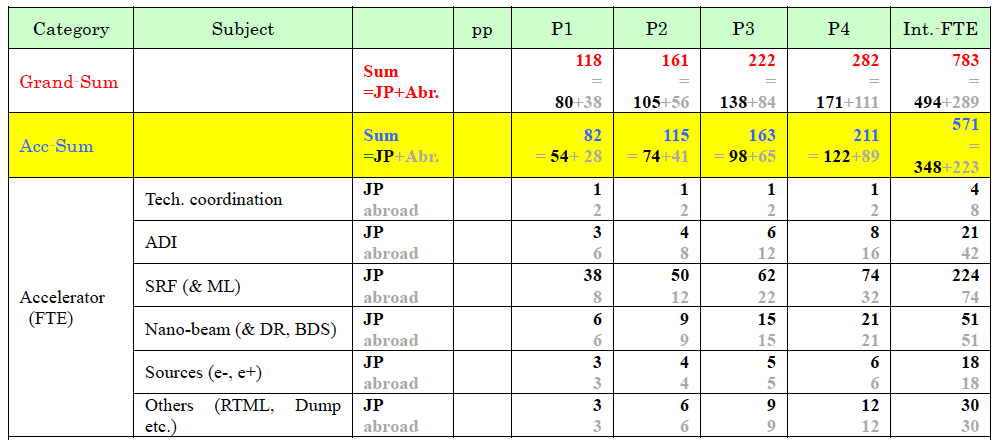 Category Subject pp P1 P2 P3 P4 Int.-FTE
Grand-Sum Sum =JP+Abr. 118 = 80+38 161 = 105+56 222 = 138+84 282 = 171+111 783 = 494+289
Acc-Sum Sum =JP+Abr. 82 = 54+ 28 115 = 74+41 163 = 98+65 211 = 122+89 571 = 348+223
Accelerator (FTE)
Tech. coordination JP 1 1 1 1 4
abroad 2 2 2 2 8
ADI JP 3 4 6 8 21
abroad 6 8 12 16 42
SRF (& ML) JP 38 50 62 74 224
abroad 8 12 22 32 74
Nano-beam (& DR, BDS) JP 6 9 15 21 51
abroad 6 9 15 21 51
Sources (e-, e+) JP 3 4 5 6 18
abroad 3 4 5 6 18
Others (RTML, Dump etc.) JP 3 6 9 12 30
abroad 3 6 9 12 30